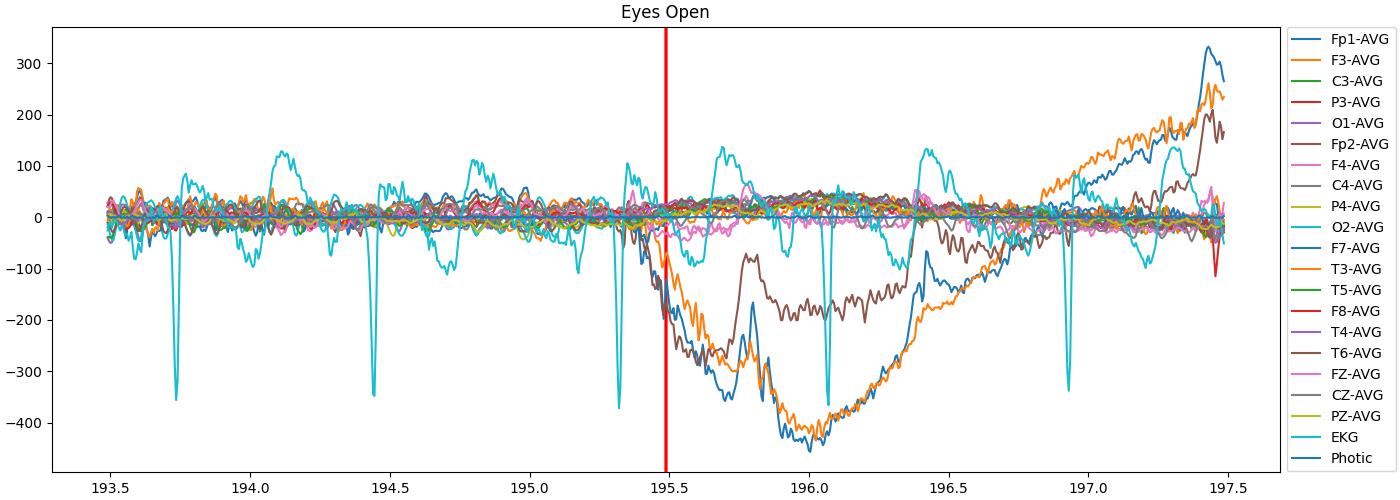 Eyes Open
300
200
100
0
−100
−200
−300
−400
193.5 194.0 194.5 195.0 195.5 196.0 196.5 197.0 197.5
Fp1-AVG
F3-AVG
C3-AVG
P3-AVG
O1-AVG
Fp2-AVG
F4-AVG
C4-AVG
P4-AVG
O2-AVG
F7-AVG
T3-AVG
T5-AVG
F8-AVG
T4-AVG
T6-AVG
FZ-AVG
CZ-AVG
PZ-AVG
EKG
Photic